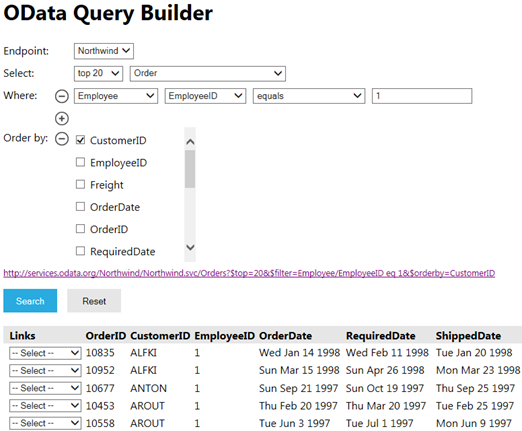 OData Query Builder
Endpoint: Northwind
Select: top 20 Order
Where: Employee EmployeeID equals 1
Order by: CustomerID
EmployeeID
Freight
OrderDate
OrderID
RequiredDate
http://services.odata.org/Northwind/Northwind.svc/Orders?$top=20&$filter=Employee/EmployeeID eq 1&$orderby=CustomerID
Search Reset
Links OrderID CustomerID EmployeeID OrderDate RequiredDate ShippedDate
-- Select -- 10835 ALFKI 1 Wed Jan 14 1998 Wed Feb 11 1998 Tue Jan 20 1998
-- Select -- 10952 ALFKI 1 Sun Mar 15 1998 Sun Apr 26 1998 Mon Mar 23 1998
-- Select -- 10677 ANTON 1 Sun Sep 21 1997 Sun Oct 19 1997 Thu Sep 25 1997
-- Select -- 10453 AROUT 1 Thu Feb 20 1997 Thu Mar 20 1997 Tue Feb 25 1997
-- Select -- 10558 AROUT 1 Tue Jun 3 1997 Tue Jul 1 1997 Mon Jun 9 1997